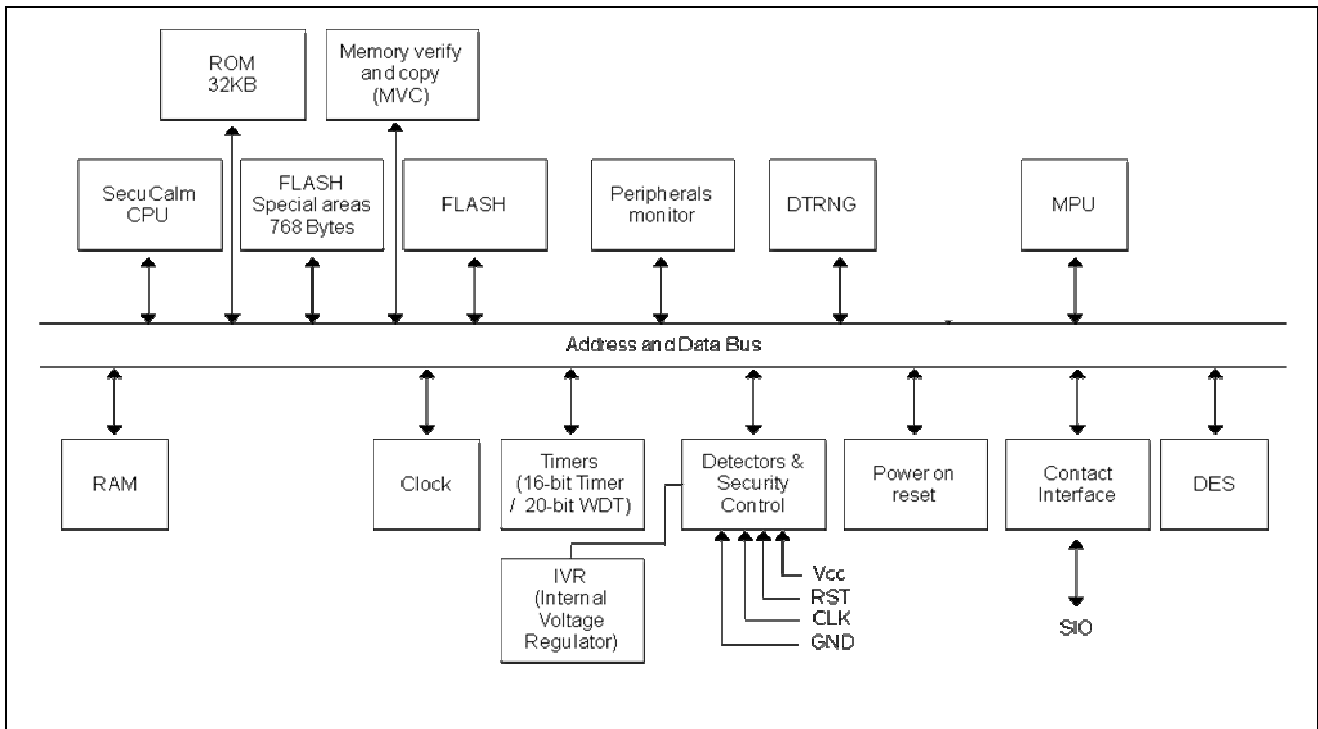 ROM
32KB
Memory verify
and copy
(MVC)
SecuCalm
CPU
FLASH
Special areas
768 Bytes
FLASH
Peripherals
monitor
DTRNG
MPU
Address and Data Bus
RAM
Clock
Timers
(16-bit Timer
/ 20-bit WDT)
Detectors &
Security
Control
Power on
reset
Contact
Interface
DES
IVR
(Internal
Voltage
Regulator)
Vcc
RST
CLK
GND
SIO